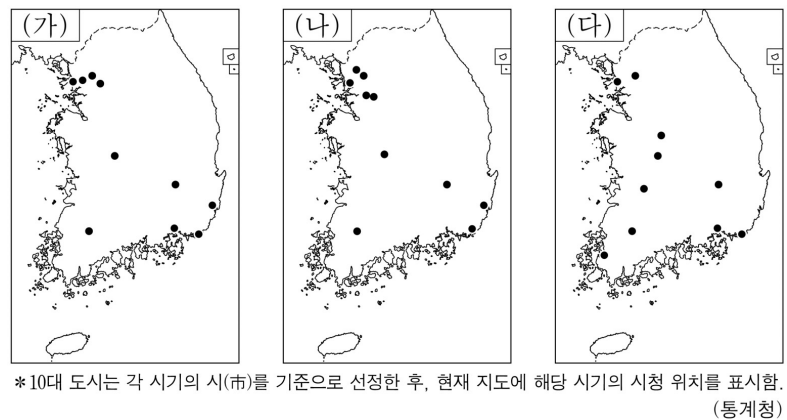 (가)
(나)
(다)
＊10대 도시는 각 시기의 시(市)를 기준으로 선정한 후, 현재 지도에 해당 시기의 시청 위치를 표시함.
(통계청)